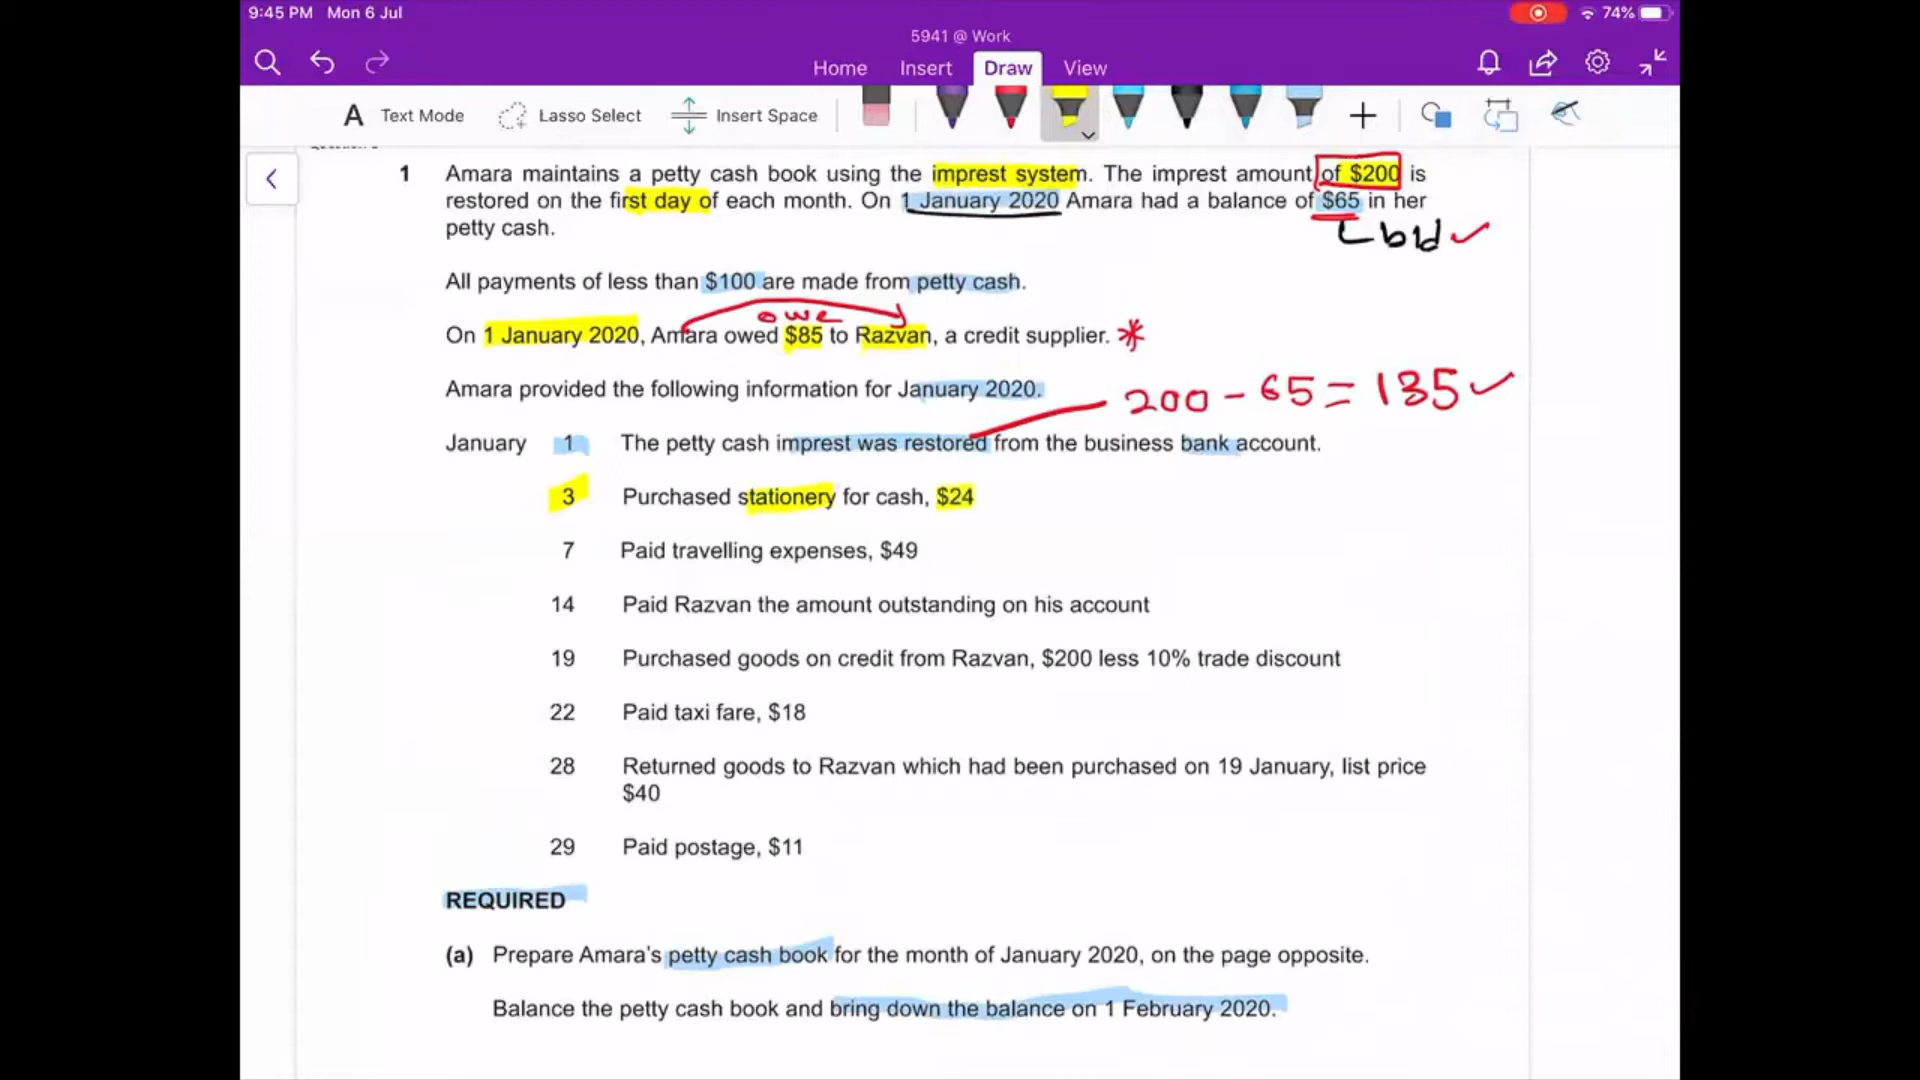 9:45 PM Mon 6 Jul
74%
5941 @ Work
Home Insert Draw View
Text Mode Lasso Select Insert Space
1 Amara maintains a petty cash book using the imprest system. The imprest amount of $200 is
restored on the first day of each month. On 1 January 2020 Amara had a balance of $65 in her
petty cash.
bd
All payments of less than $100 are made from petty cash.
owe
On 1 January 2020, Amara owed $85 to Razvan, a credit supplier. *
Amara provided the following information for January 2020.
200 - 65 = 135
January 1 The petty cash imprest was restored from the business bank account.
3 Purchased stationery for cash, $24
7 Paid travelling expenses, $49
14 Paid Razvan the amount outstanding on his account
19 Purchased goods on credit from Razvan, $200 less 10% trade discount
22 Paid taxi fare, $18
28 Returned goods to Razvan which had been purchased on 19 January, list price
$40
29 Paid postage, $11
REQUIRED
(a) Prepare Amara's petty cash book for the month of January 2020, on the page opposite.
Balance the petty cash book and bring down the balance on 1 February 2020.